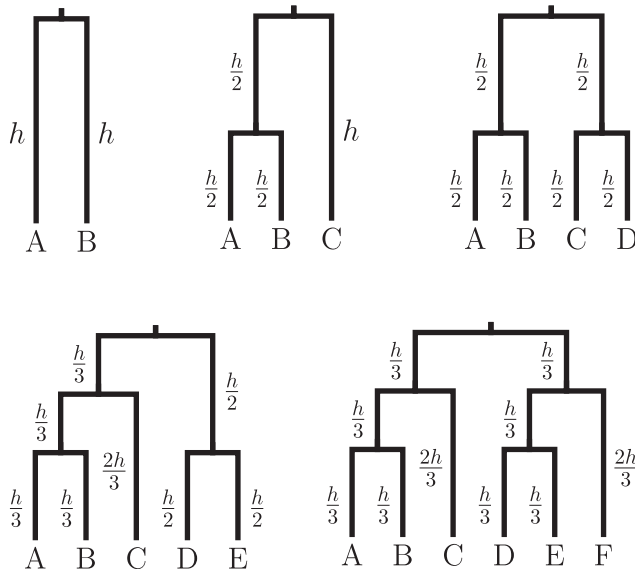 h/2 h/2 h/2
h h h
h/2 h/2 h/2 h/2 h/2 h/2
A B A B C A B C D
h/3 h/3 h/3
h/3 h/2 h/3 h/3
2h/3 2h/3 2h/3
h/3 h/3 h/2 h/2 h/3 h/3 h/3 h/3
A B C D E A B C D E F